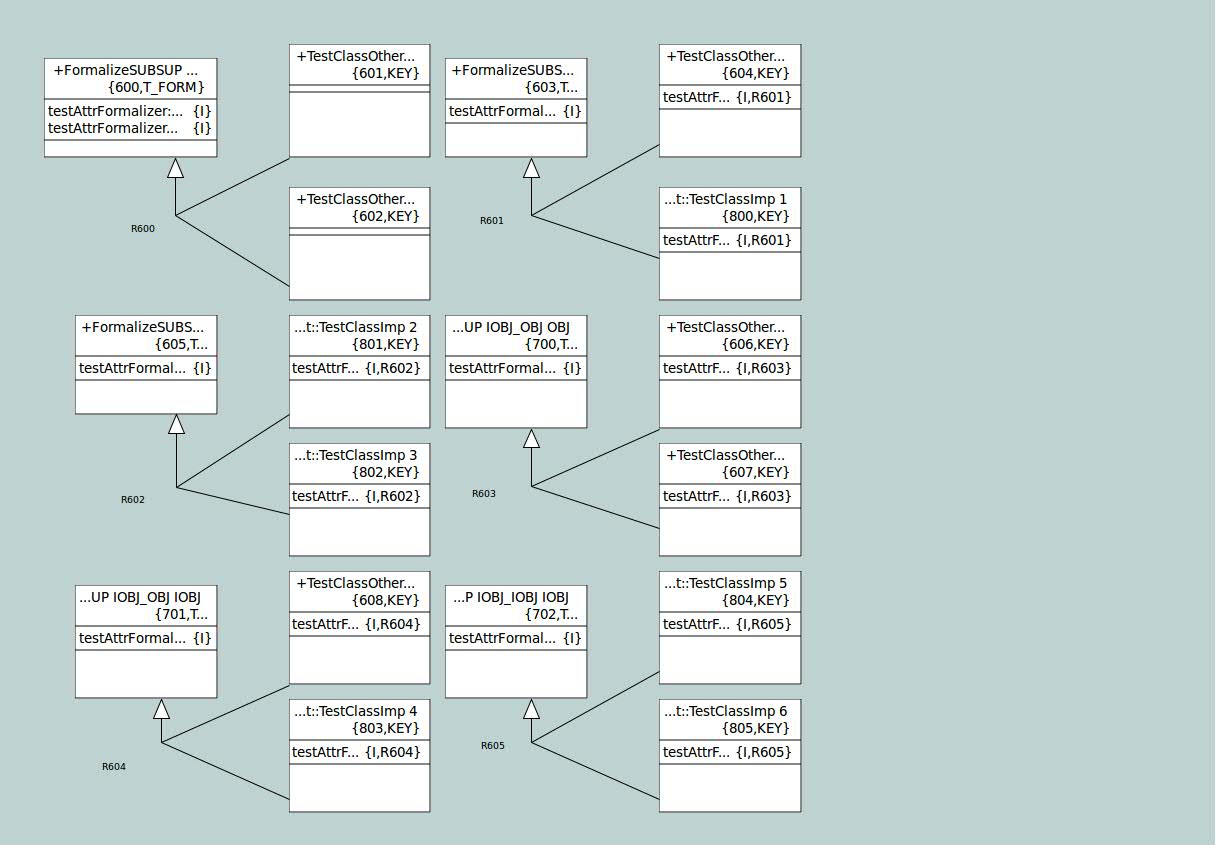 +FormalizeSUBSUP ...
{600,T_FORM}
testAttrFormalizer:... {I}
testAttrFormalizer... {I}
R600
+TestClassOther...
{601,KEY}
+TestClassOther...
{602,KEY}
+FormalizeSUBS...
{603,T...
testAttrFormal... {I}
R601
+TestClassOther...
{604,KEY}
testAttrF... {I,R601}
...t::TestClassImp 1
{800,KEY}
testAttrF... {I,R601}
+FormalizeSUBS...
{605,T...
testAttrFormal... {I}
R602
...t::TestClassImp 2
{801,KEY}
testAttrF... {I,R602}
...t::TestClassImp 3
{802,KEY}
testAttrF... {I,R602}
...UP IOBJ_OBJ OBJ
{700,T...
testAttrFormal... {I}
R603
+TestClassOther...
{606,KEY}
testAttrF... {I,R603}
+TestClassOther...
{607,KEY}
testAttrF... {I,R603}
...UP IOBJ_OBJ IOBJ
{701,T...
testAttrFormal... {I}
R604
+TestClassOther...
{608,KEY}
testAttrF... {I,R604}
...t::TestClassImp 4
{803,KEY}
testAttrF... {I,R604}
...P IOBJ_IOBJ IOBJ
{702,T...
testAttrFormal... {I}
R605
...t::TestClassImp 5
{804,KEY}
testAttrF... {I,R605}
...t::TestClassImp 6
{805,KEY}
testAttrF... {I,R605}